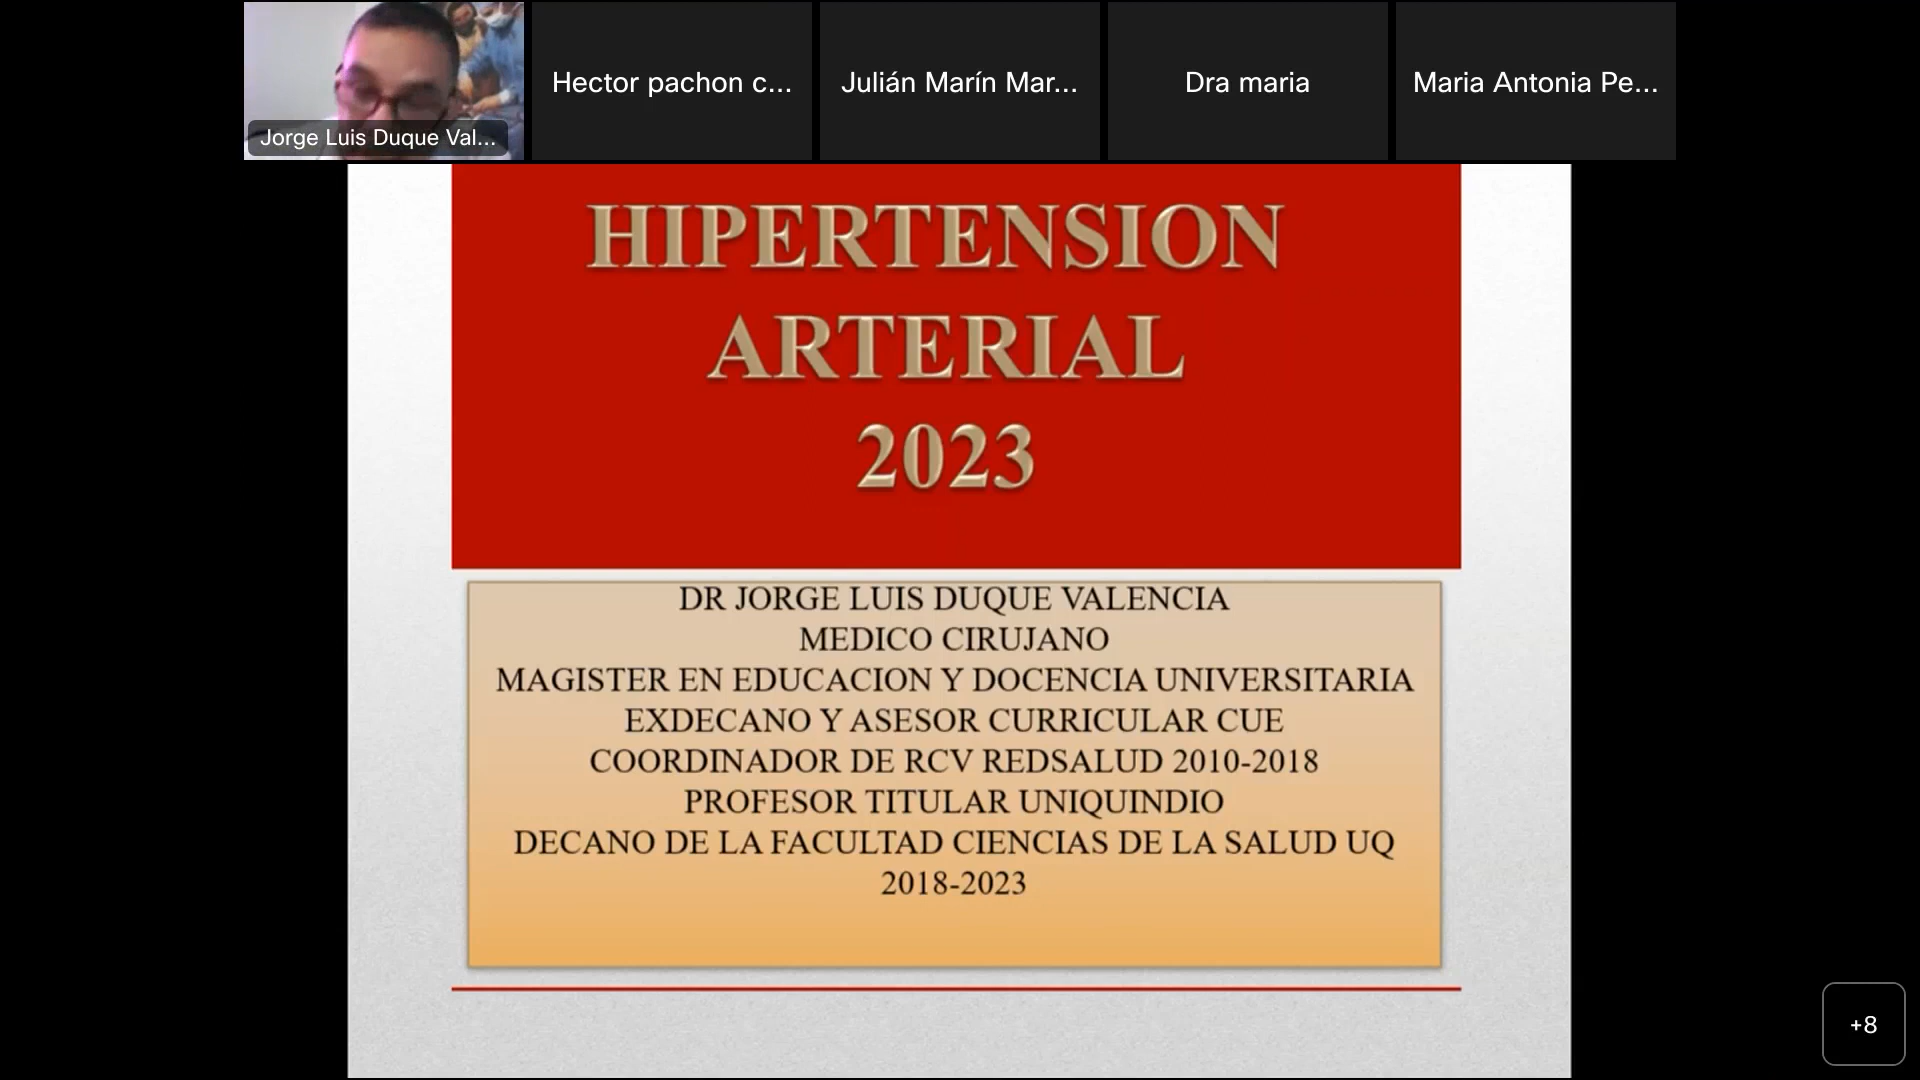 Jorge Luis Duque Val...
Hector pachon c...
Julián Marín Mar...
Dra maria
Maria Antonia Pe...
HIPERTENSION
ARTERIAL
2023
DR JORGE LUIS DUQUE VALENCIA
MEDICO CIRUJANO
MAGISTER EN EDUCACION Y DOCENCIA UNIVERSITARIA
EXDECANO Y ASESOR CURRICULAR CUE
COORDINADOR DE RCV REDSALUD 2010-2018
PROFESOR TITULAR UNIQUINDIO
DECANO DE LA FACULTAD CIENCIAS DE LA SALUD UQ
2018-2023
+8